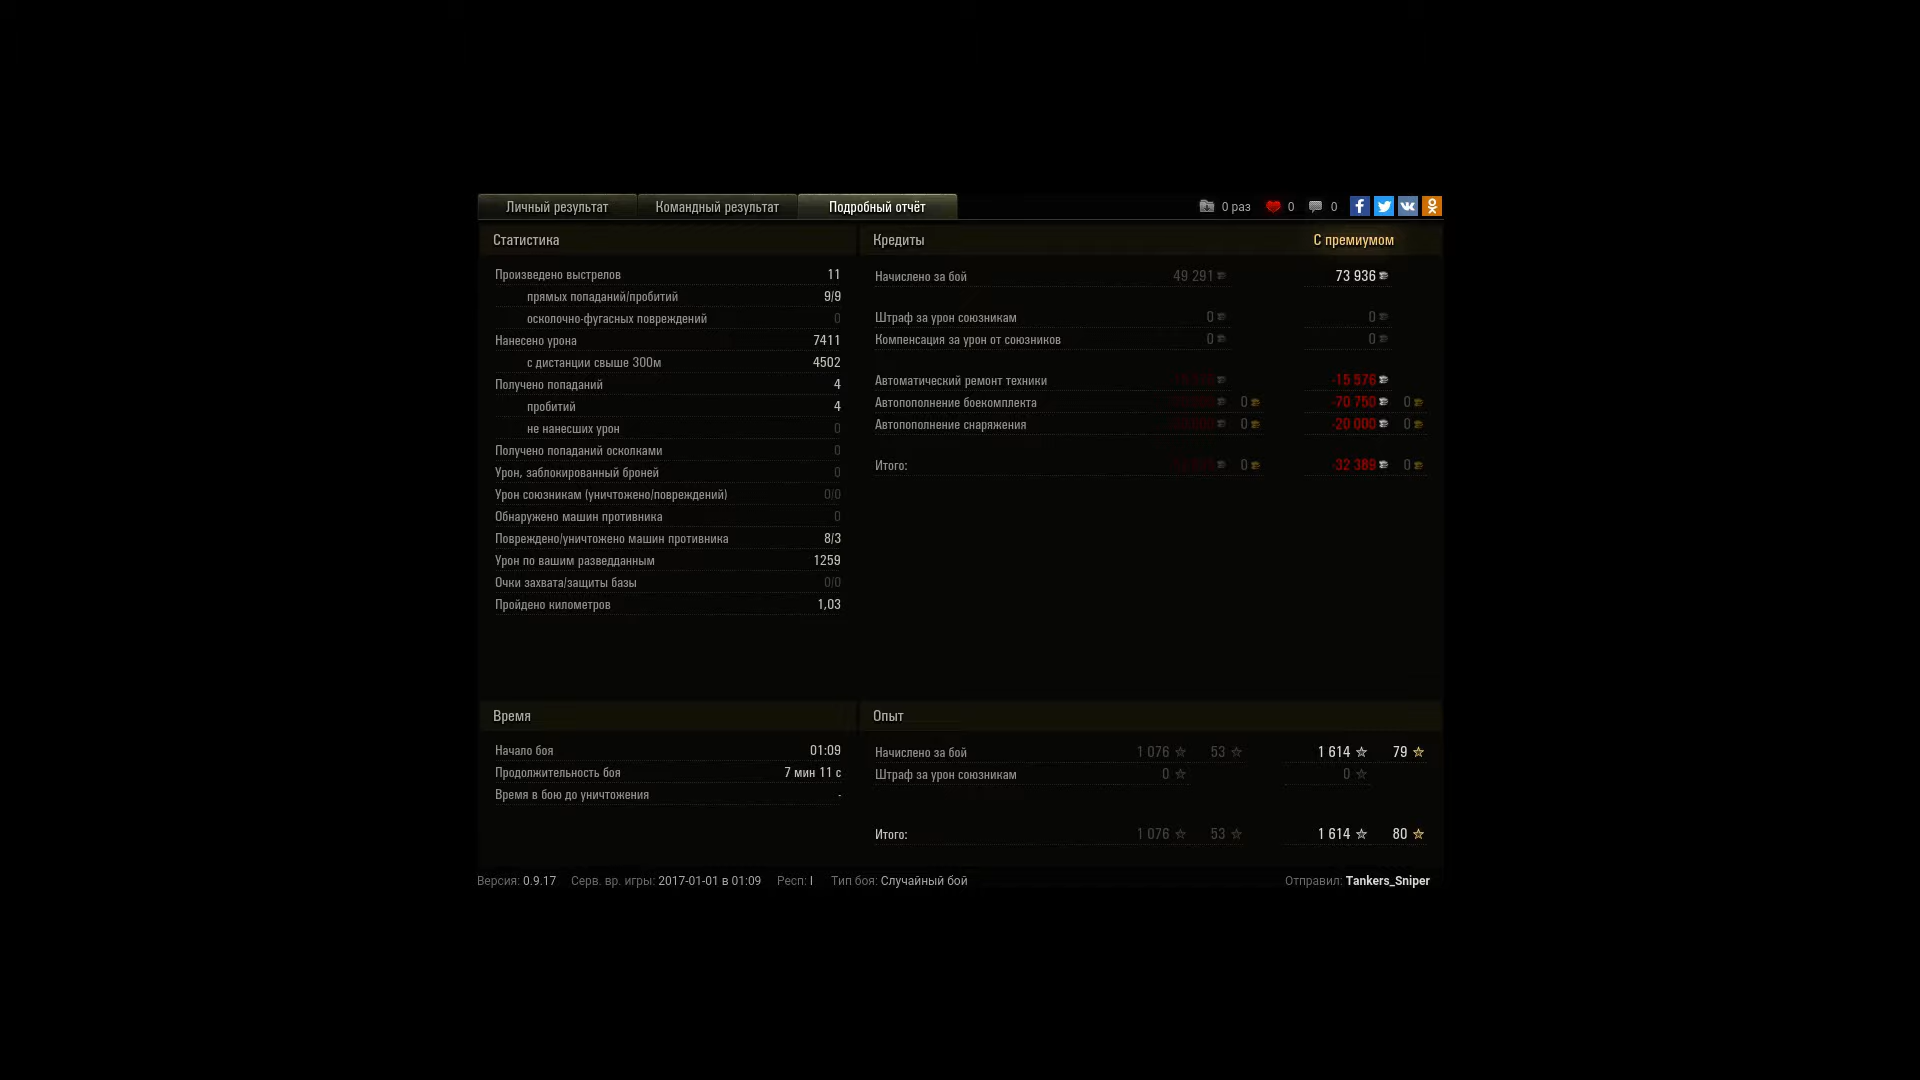 Личный результат Командный результат Подробный отчёт 0 раз 0 0
Статистика
Произведено выстрелов 11
прямых попаданий/пробитий 9/9
осколочно-фугасных повреждений 0
Нанесено урона 7411
с дистанции свыше 300м 4502
Получено попаданий 4
пробитий 4
не нанесших урон 0
Получено попаданий осколками 0
Урон, заблокированный броней 0
Урон союзникам (уничтожено/повреждений) 0/0
Обнаружено машин противника 0
Повреждено/уничтожено машин противника 8/3
Урон по вашим разведданным 1259
Очки захвата/защиты базы 0/0
Пройдено километров 1,03
Кредиты С премиумом
Начислено за бой 49 291 73 936
Штраф за урон союзникам 0 0
Компенсация за урон от союзников 0 0
Автоматический ремонт техники -15 576
Автопополнение боекомплекта 0 -70 750 0
Автопополнение снаряжения 0 -20 000 0
Итого: 0 -32 389 0
Время
Начало боя 01:09
Продолжительность боя 7 мин 11 с
Время в бою до уничтожения -
Опыт
Начислено за бой 1 076 53 1 614 79
Штраф за урон союзникам 0 0
Итого: 1 076 53 1 614 80
Версия: 0.9.17 Серв. вр. игры: 2017-01-01 в 01:09 Респ: I Тип боя: Случайный бой Отправил: Tankers_Sniper